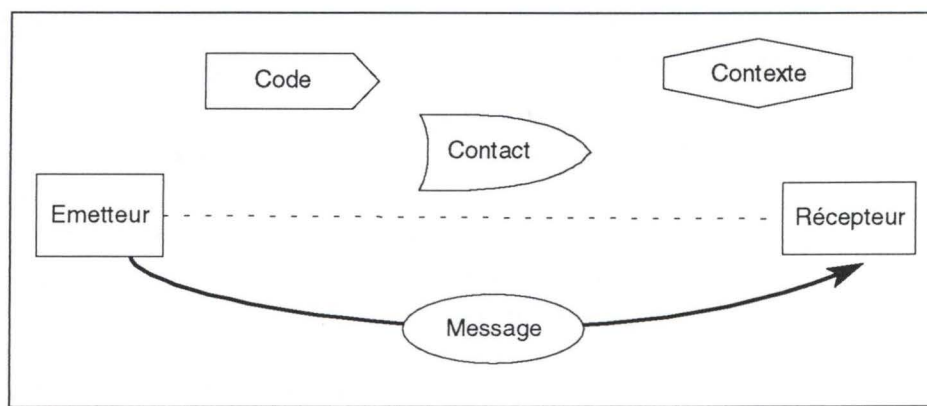 Code
Contexte
Contact
Emetteur
Récepteur
Message